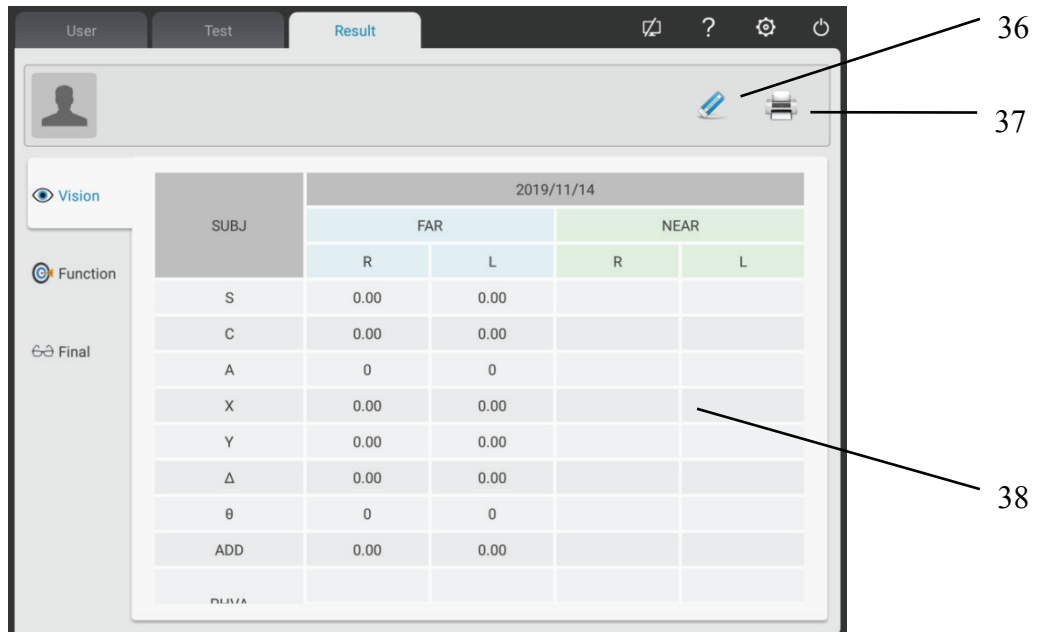 User Test Result ?
36
37
Vision
Function
Final
2019/11/14
SUBJ FAR NEAR
R L R L
S 0.00 0.00
C 0.00 0.00
A 0 0
X 0.00 0.00
Y 0.00 0.00
Δ 0.00 0.00
θ 0 0
ADD 0.00 0.00
38